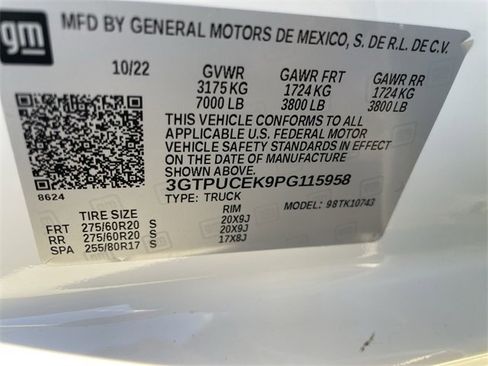 gm
MFD BY GENERAL MOTORS DE MEXICO, S. DE R.L. DE C.V.
10/22 GVWR GAWR FRT GAWR RR
3175 KG 1724 KG 1724 KG
7000 LB 3800 LB 3800 LB
THIS VEHICLE CONFORMS TO ALL
APPLICABLE U.S. FEDERAL MOTOR
VEHICLE SAFETY STANDARDS IN
EFFECT ON THE DATE OF MANUFACTURE
SHOWN ABOVE.
3GTPUCEK9PG115958
8624 TYPE: TRUCK 98TK10743
TIRE SIZE RIM
FRT 275/60R20 S 20X9J
RR 275/60R20 S 20X9J
SPA 255/80R17 S 17X8J